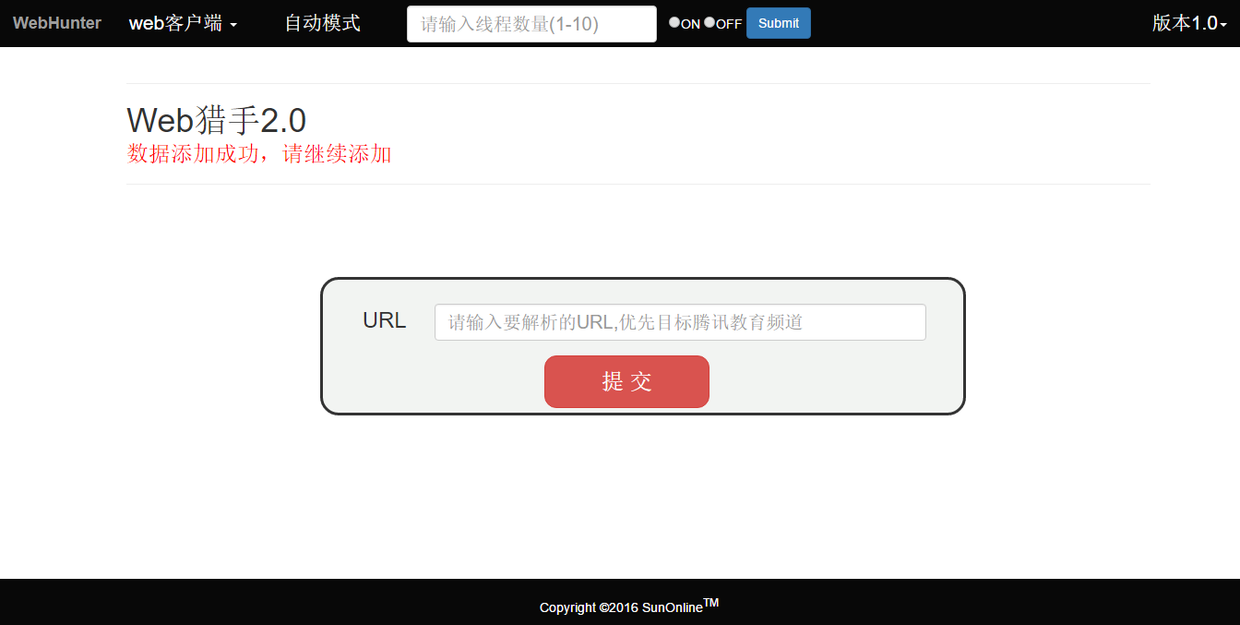 WebHunter web客户端 自动模式 请输入线程数量(1-10) ON OFF Submit 版本1.0
Web猎手2.0
数据添加成功，请继续添加
URL 请输入要解析的URL,优先目标腾讯教育频道
提 交
Copyright ©2016 SunOnline™